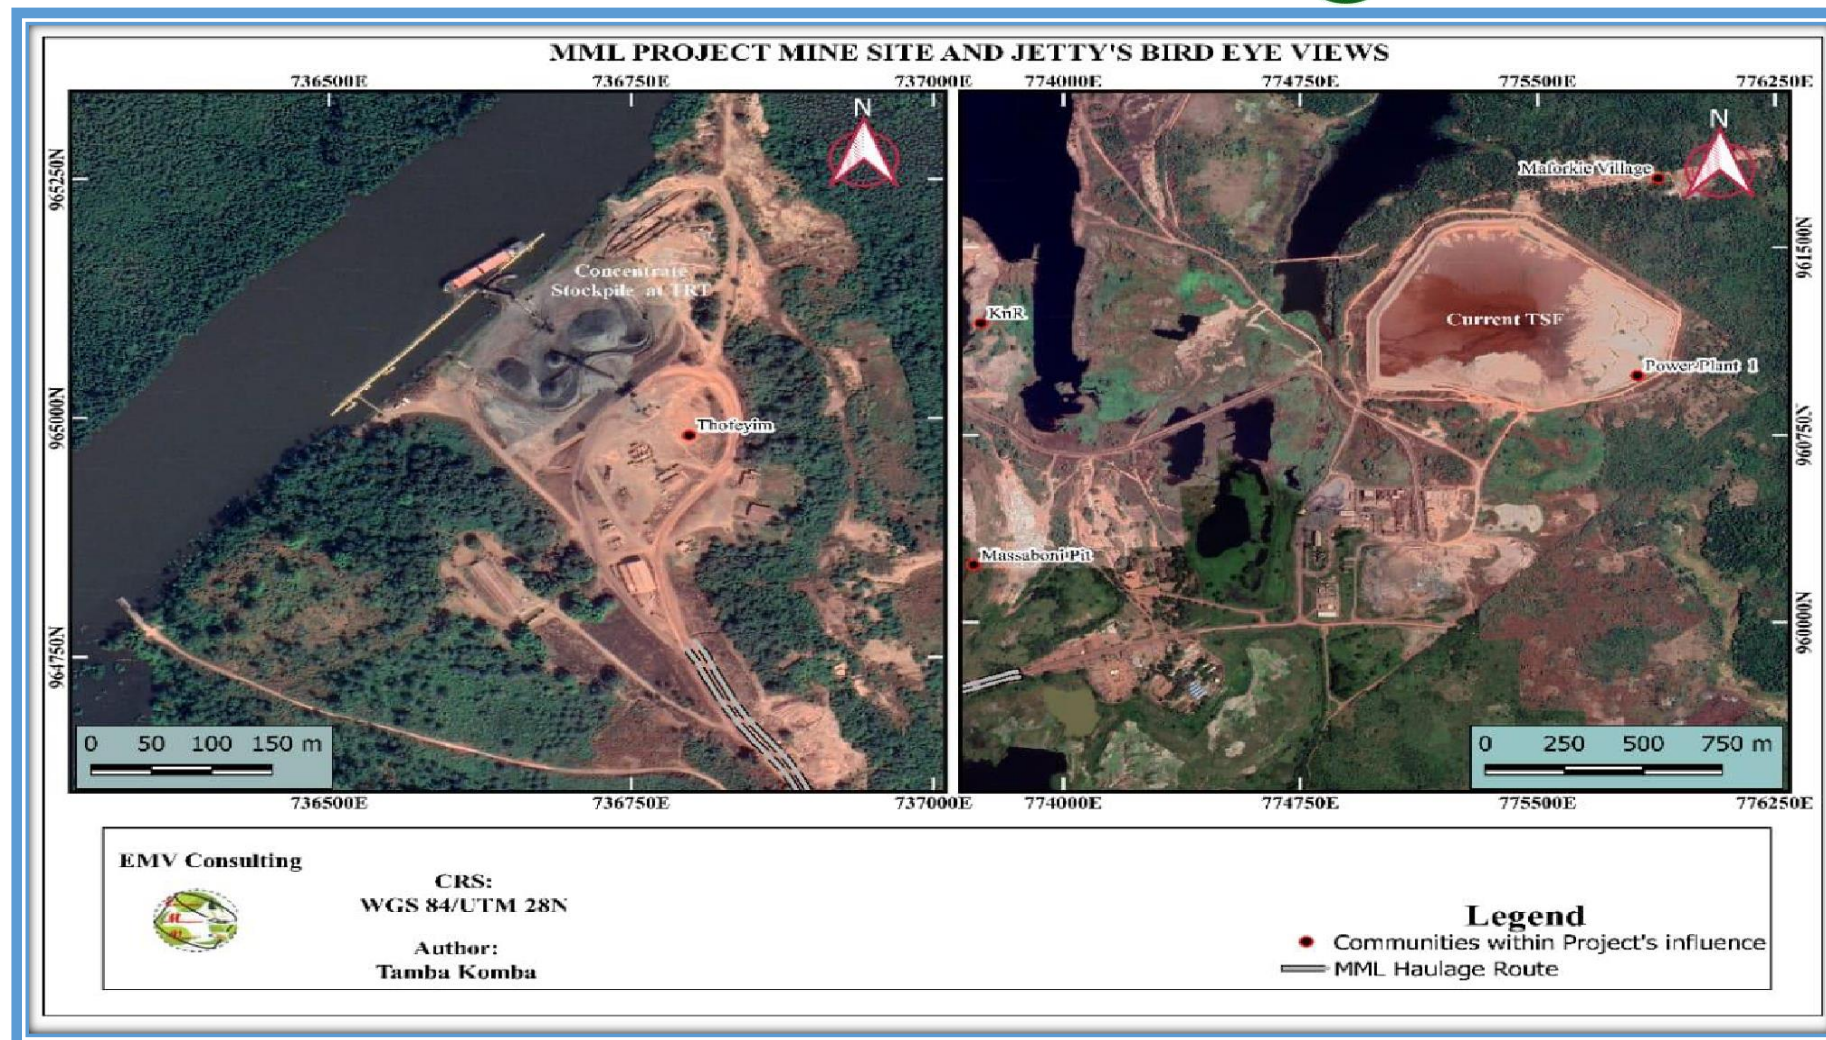 MML PROJECT MINE SITE AND JETTY'S BIRD EYE VIEWS
736500E 736750E 737000E 774000E 774750E 775500E 776250E
N
N
965250N
965000N
964750N
Concentrate
Stockpile at TRT
Thofeyim
0 50 100 150 m
Maforkie Village
KnR
Current TSF
Power Plant 1
Massaboni Pit
961500N
960750N
960000N
0 250 500 750 m
736500E 736750E 737000E 774000E 774750E 775500E 776250E
EMV Consulting
CRS:
WGS 84/UTM 28N
Author:
Tamba Komba
Legend
Communities within Project's influence
MML Haulage Route